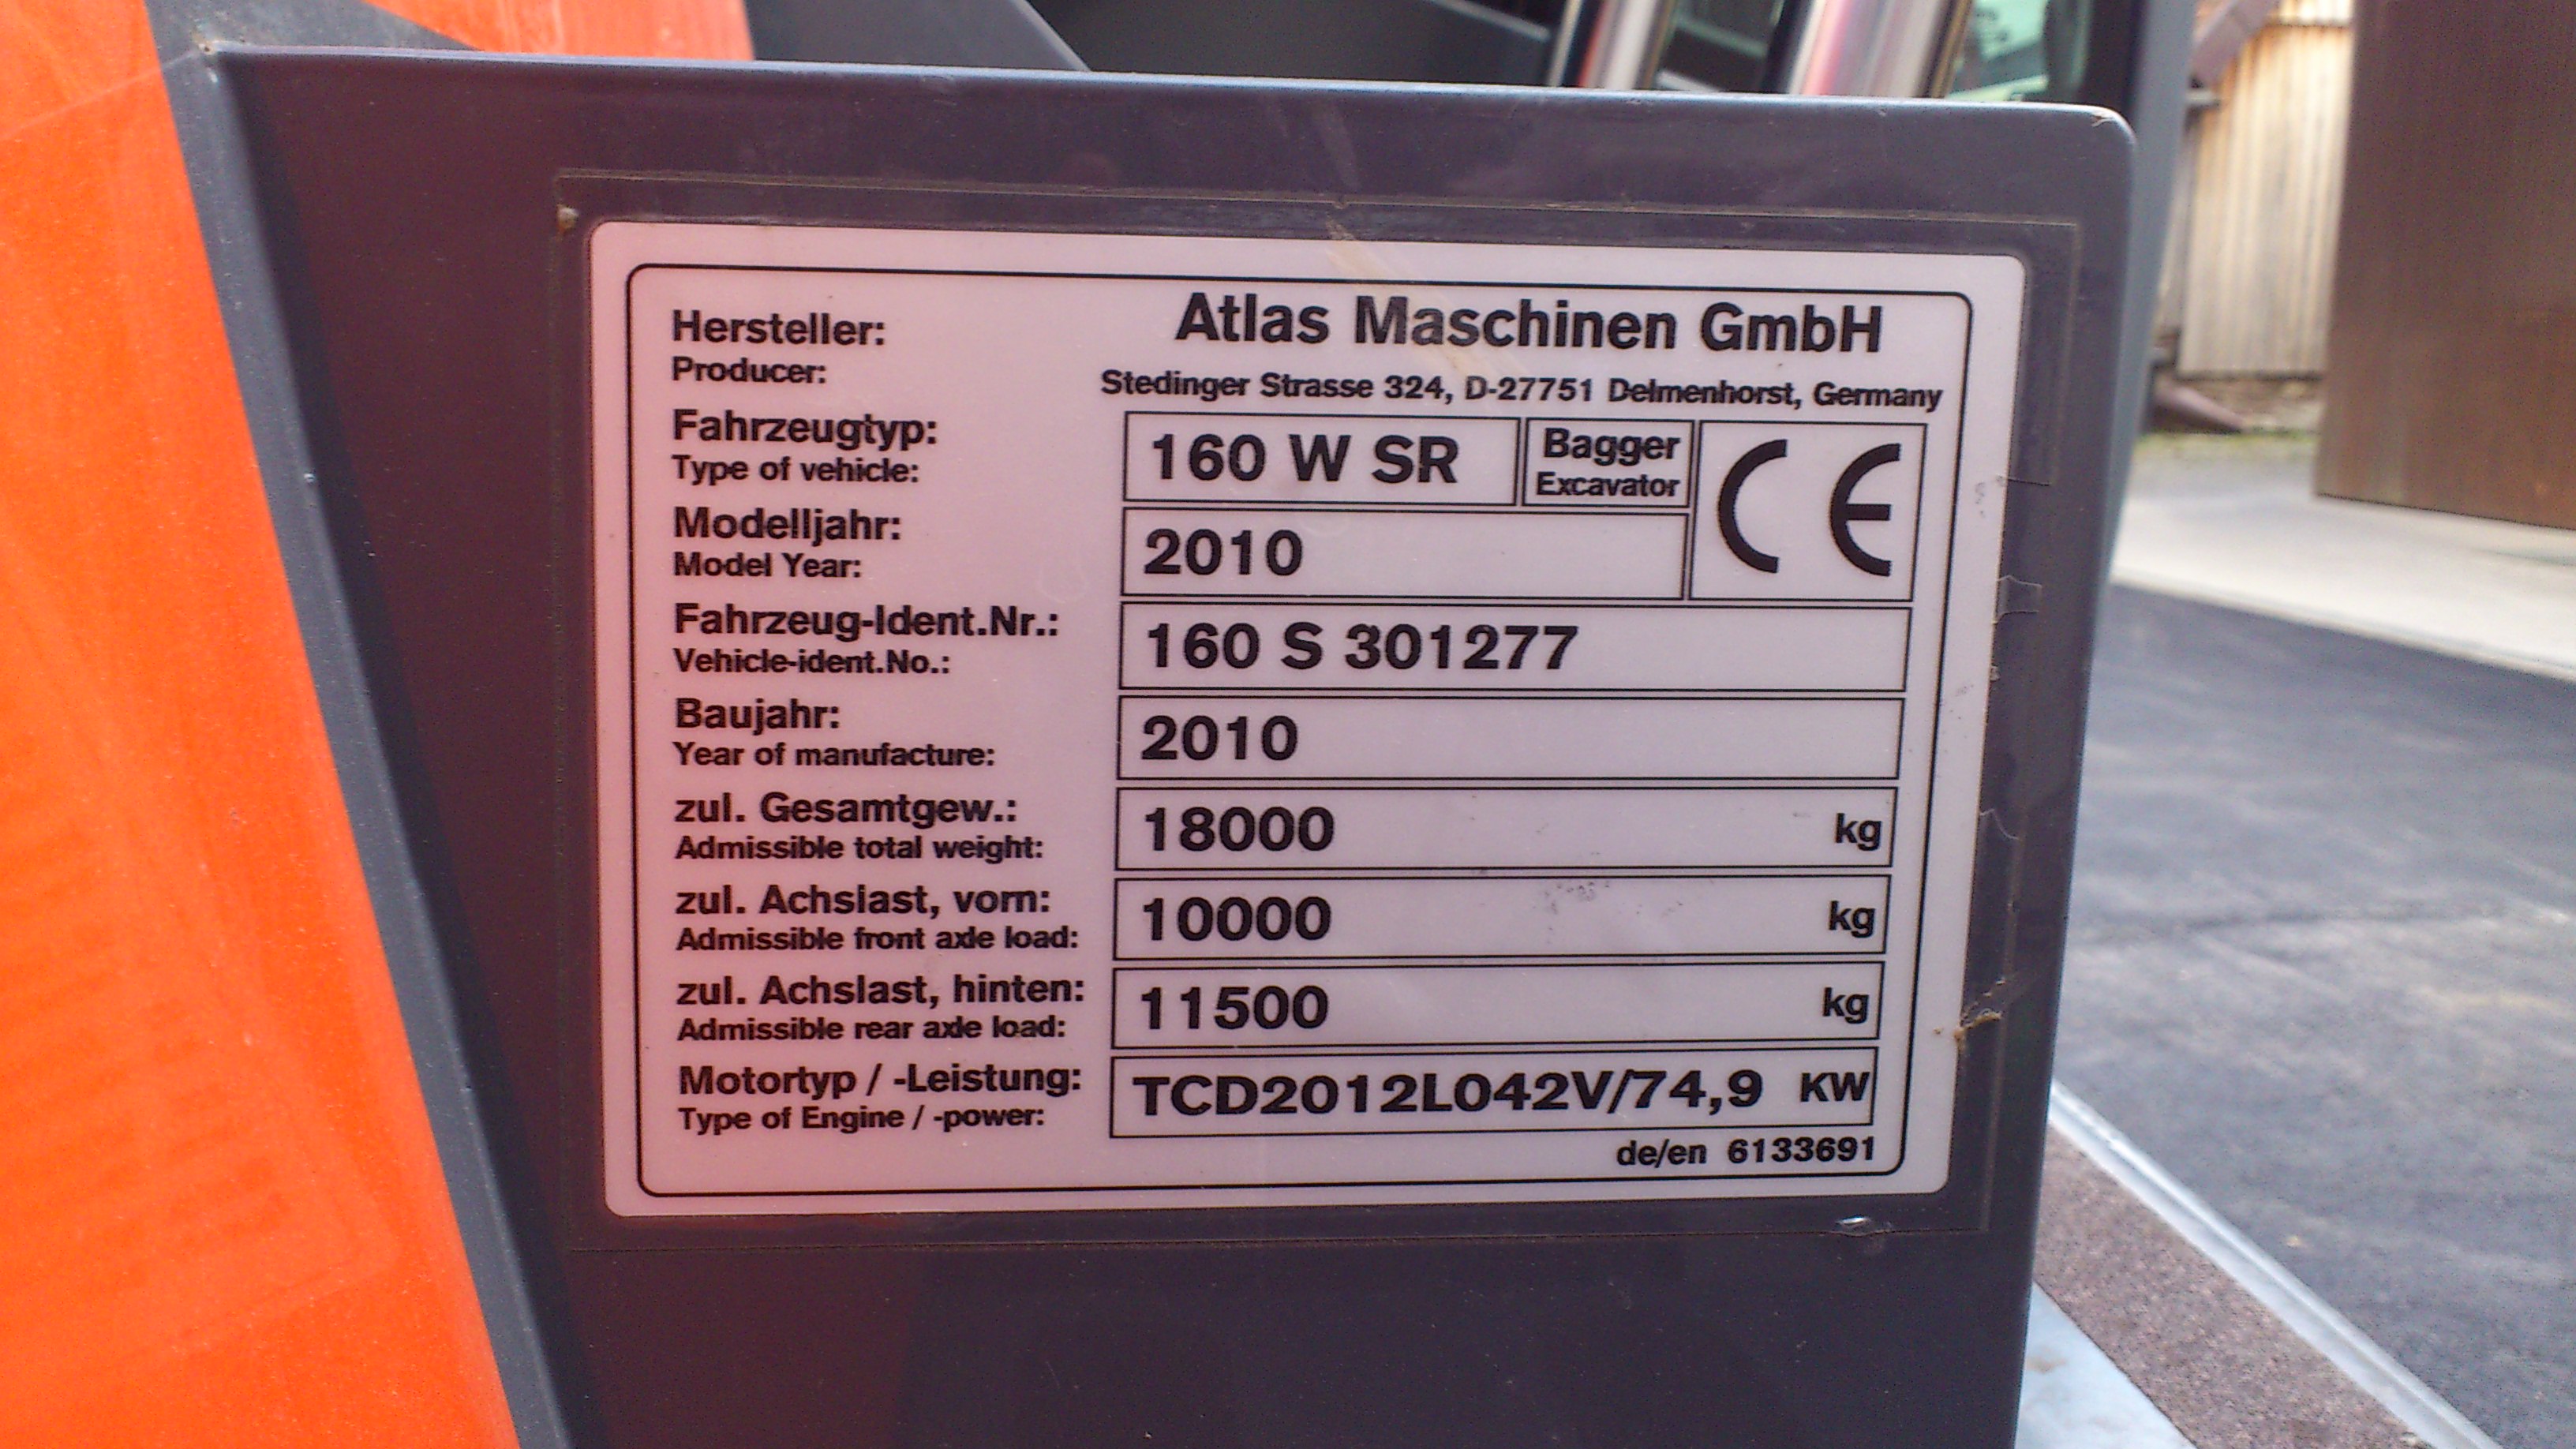 Hersteller: Atlas Maschinen GmbH
Producer: Stedinger Strasse 324, D-27751 Delmenhorst, Germany
Fahrzeugtyp: 160 W SR Bagger CE
Type of vehicle: Excavator
Modelljahr: 2010
Model Year:
Fahrzeug-Ident.Nr.: 160 S 301277
Vehicle-ident.No.:
Baujahr: 2010
Year of manufacture:
zul. Gesamtgew.: 18000 kg
Admissible total weight:
zul. Achslast, vorn: 10000 kg
Admissible front axle load:
zul. Achslast, hinten: 11500 kg
Admissible rear axle load:
Motortyp / -Leistung: TCD2012L042V/74,9 KW
Type of Engine / -power:
de/en 6133691